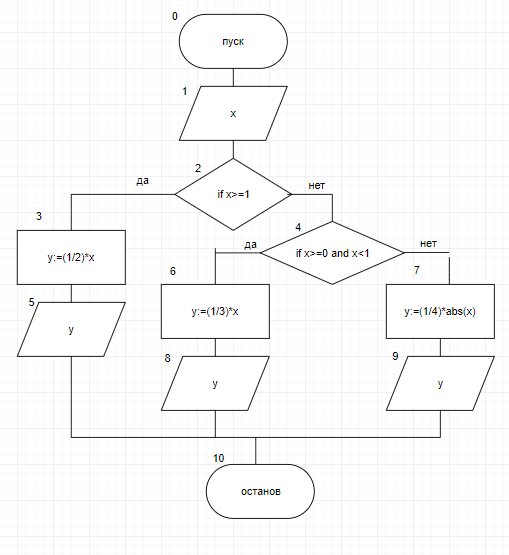 0
пуск
1
x
2
if x>=1
да
нет
3
y:=(1/2)*x
4
if x>=0 and x<1
да
нет
5
y
6
y:=(1/3)*x
7
y:=(1/4)*abs(x)
8
y
9
y
10
останов